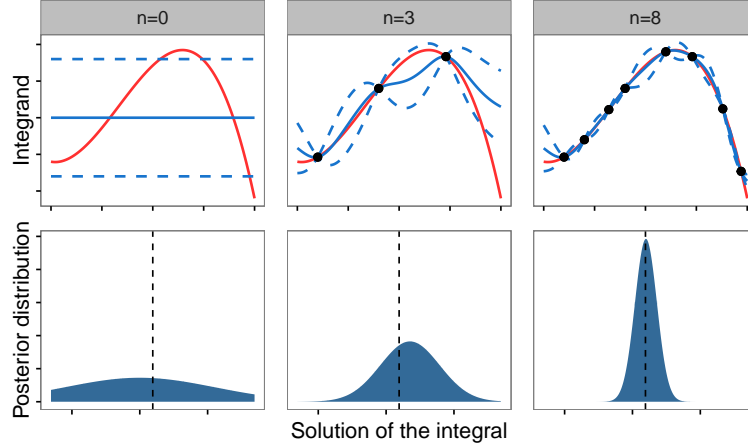 n=0
n=3
n=8
Integrand
Posterior distribution
Solution of the integral